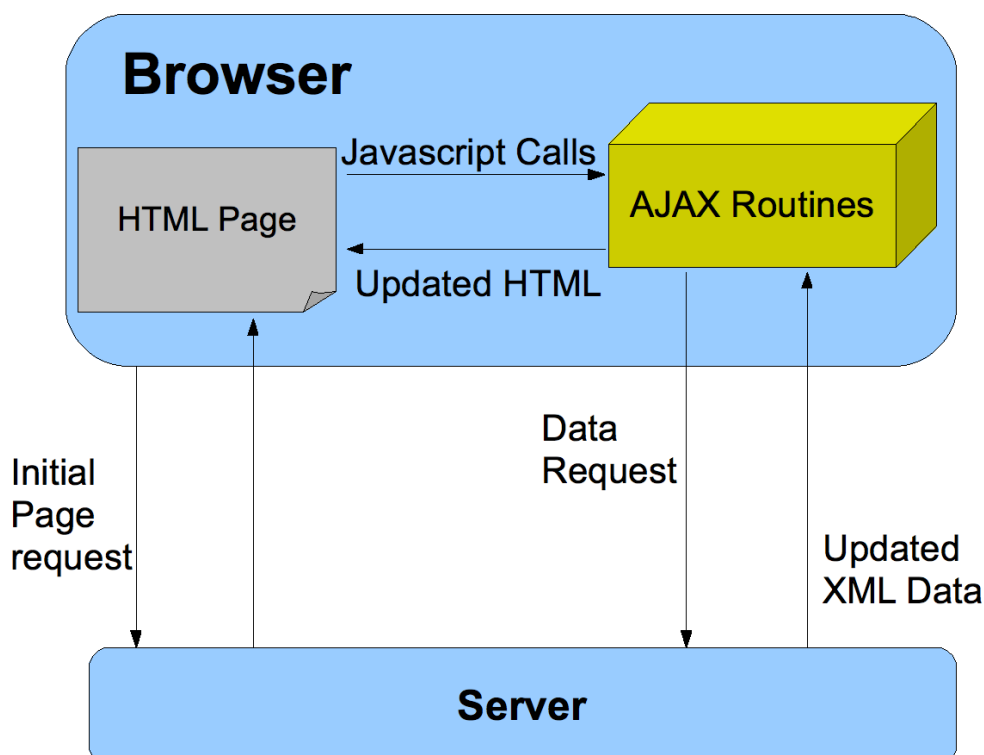 Browser
Javascript Calls
HTML Page
AJAX Routines
Updated HTML
Initial
Page
request
Data
Request
Updated
XML Data
Server